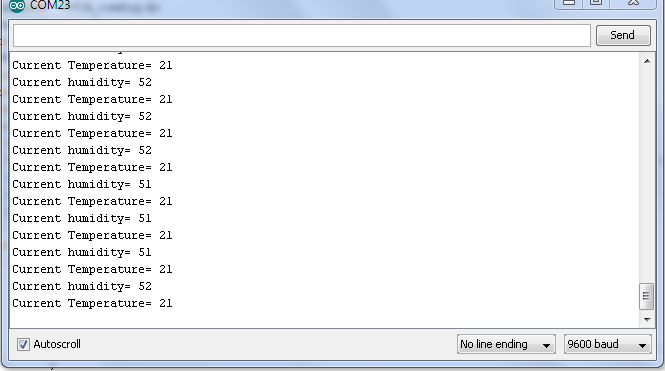 COM23
Send
Current Temperature= 21
Current humidity= 52
Current Temperature= 21
Current humidity= 52
Current Temperature= 21
Current humidity= 52
Current Temperature= 21
Current humidity= 51
Current Temperature= 21
Current humidity= 51
Current Temperature= 21
Current humidity= 51
Current Temperature= 21
Current humidity= 52
Current Temperature= 21
Autoscroll
No line ending
9600 baud